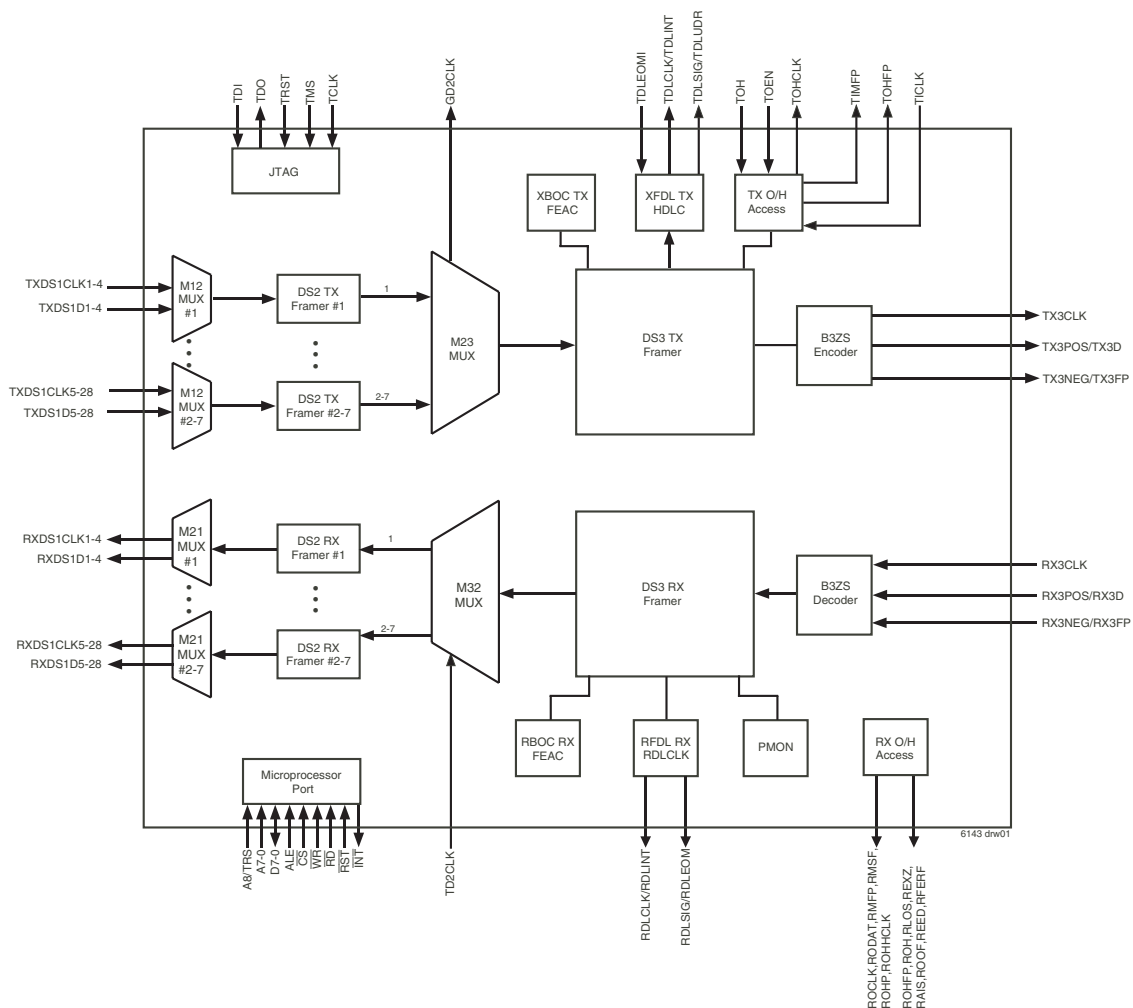 TDI
TDO
TRST
TMS
TCLK
GD2CLK
TDLEOMI
TDLCLK/TDLINT
TDLSIG/TDLUDR
TOH
TOEN
TOHCLK
TIMFP
TOHFP
TICLK
JTAG
XBOC TX
FEAC
XFDL TX
HDLC
TX O/H
Access
TXDS1CLK1-4
TXDS1D1-4
M12
MUX
#1
DS2 TX
Framer #1
1
M23
MUX
DS3 TX
Framer
B3ZS
Encoder
TX3CLK
TX3POS/TX3D
TX3NEG/TX3FP
TXDS1CLK5-28
TXDS1D5-28
M12
MUX
#2-7
DS2 TX
Framer #2-7
2-7
RXDS1CLK1-4
RXDS1D1-4
M21
MUX
#1
DS2 RX
Framer #1
1
M32
MUX
DS3 RX
Framer
B3ZS
Decoder
RX3CLK
RX3POS/RX3D
RX3NEG/RX3FP
RXDS1CLK5-28
RXDS1D5-28
M21
MUX
#2-7
DS2 RX
Framer #2-7
2-7
RBOC RX
FEAC
RFDL RX
RDLCLK
PMON
RX O/H
Access
Microprocessor
Port
6143 drw01
A8/TRS
A7-0
D7-0
ALE
CS
WR
RD
RST
INT
TD2CLK
RDLCLK/RDLINT
RDLSIG/RDLEOM
ROCLK,RODAT,RMFP,RMSF,
ROHP,ROHHCLK
ROHFP,ROH,RLOS,REXZ,
RAIS,ROOF,REED,RFERF